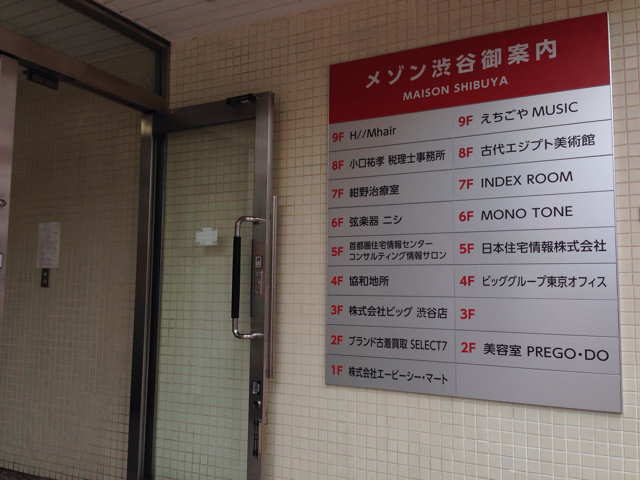 メゾン渋谷御案内
MAISON SHIBUYA
9F H//Mhair
9F えちごや MUSIC
8F 小口祐孝 税理士事務所
8F 古代エジプト美術館
7F 紺野治療室
7F INDEX ROOM
6F 弦楽器 ニシ
6F MONO TONE
5F 首都圏住宅情報センター
コンサルティング情報サロン
5F 日本住宅情報株式会社
4F 協和地所
4F ビッググループ東京オフィス
3F 株式会社ビッグ 渋谷店
3F
2F ブランド古着買取 SELECT7
2F 美容室 PREGO・DO
1F 株式会社エービーシー・マート